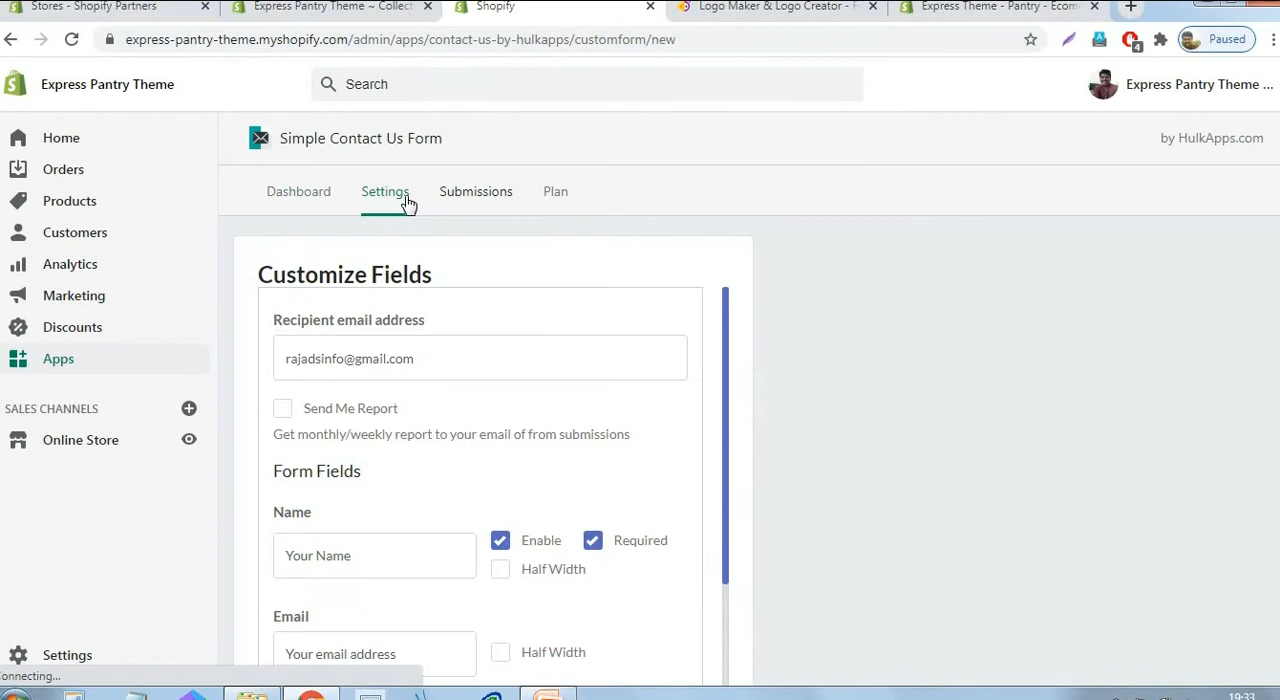 Stores - Shopify Partners
Express Pantry Theme ~ Collect
Shopify
Logo Maker & Logo Creator - F
Express Theme - Pantry - Ecom
express-pantry-theme.myshopify.com/admin/apps/contact-us-by-hulkapps/customform/new
4
Paused
Express Pantry Theme
Search
Express Pantry Theme ...
Home
Orders
Products
Customers
Analytics
Marketing
Discounts
Apps
SALES CHANNELS
Online Store
Settings
Simple Contact Us Form
by HulkApps.com
Dashboard
Settings
Submissions
Plan
Customize Fields
Recipient email address
rajadsinfo@gmail.com
Send Me Report
Get monthly/weekly report to your email of from submissions
Form Fields
Name
Your Name
Enable
Required
Half Width
Email
Your email address
Half Width
onnecting...
19:33